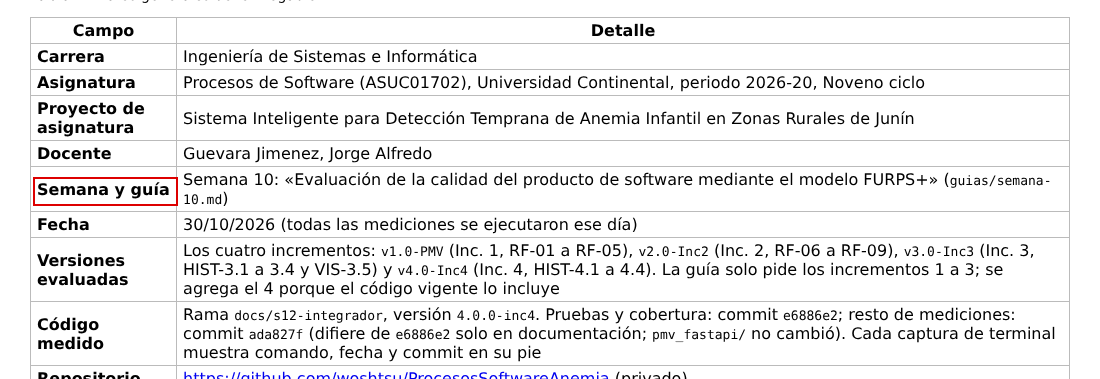 Campo Detalle
Carrera Ingeniería de Sistemas e Informática
Asignatura Procesos de Software (ASUC01702), Universidad Continental, periodo 2026-20, Noveno ciclo
Proyecto de
asignatura
Sistema Inteligente para Detección Temprana de Anemia Infantil en Zonas Rurales de Junín
Docente Guevara Jimenez, Jorge Alfredo
Semana y guía
Semana 10: «Evaluación de la calidad del producto de software mediante el modelo FURPS+» (guias/semana-
10.md)
Fecha 30/10/2026 (todas las mediciones se ejecutaron ese día)
Versiones
evaluadas
Los cuatro incrementos: v1.0-PMV (Inc. 1, RF-01 a RF-05), v2.0-Inc2 (Inc. 2, RF-06 a RF-09), v3.0-Inc3 (Inc. 3,
HIST-3.1 a 3.4 y VIS-3.5) y v4.0-Inc4 (Inc. 4, HIST-4.1 a 4.4). La guía solo pide los incrementos 1 a 3; se
agrega el 4 porque el código vigente lo incluye
Código
medido
Rama docs/s12-integrador, versión 4.0.0-inc4. Pruebas y cobertura: commit e6886e2; resto de mediciones:
commit ada827f (difiere de e6886e2 solo en documentación; pmv_fastapi/ no cambió). Cada captura de terminal
muestra comando, fecha y commit en su pie
Repositorio https://github.com/woshtsu/ProcesosSoftwareAnemia (privado)